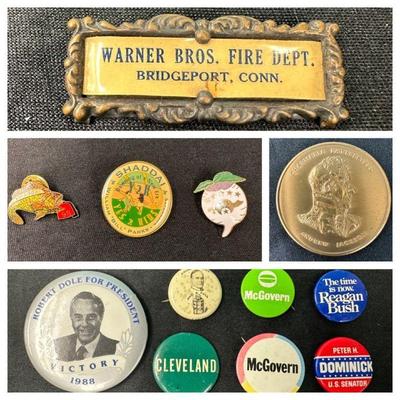 WARNER BROS. FIRE DEPT.
BRIDGEPORT, CONN.
SHADDAI
ANDREW JACKSON
ROBERT DOLE FOR PRESIDENT
VICTORY
1988
McGovern
The time
is now.
Reagan
Bush
CLEVELAND
McGovern
PETER H.
DOMINICK
U.S. SENATOR